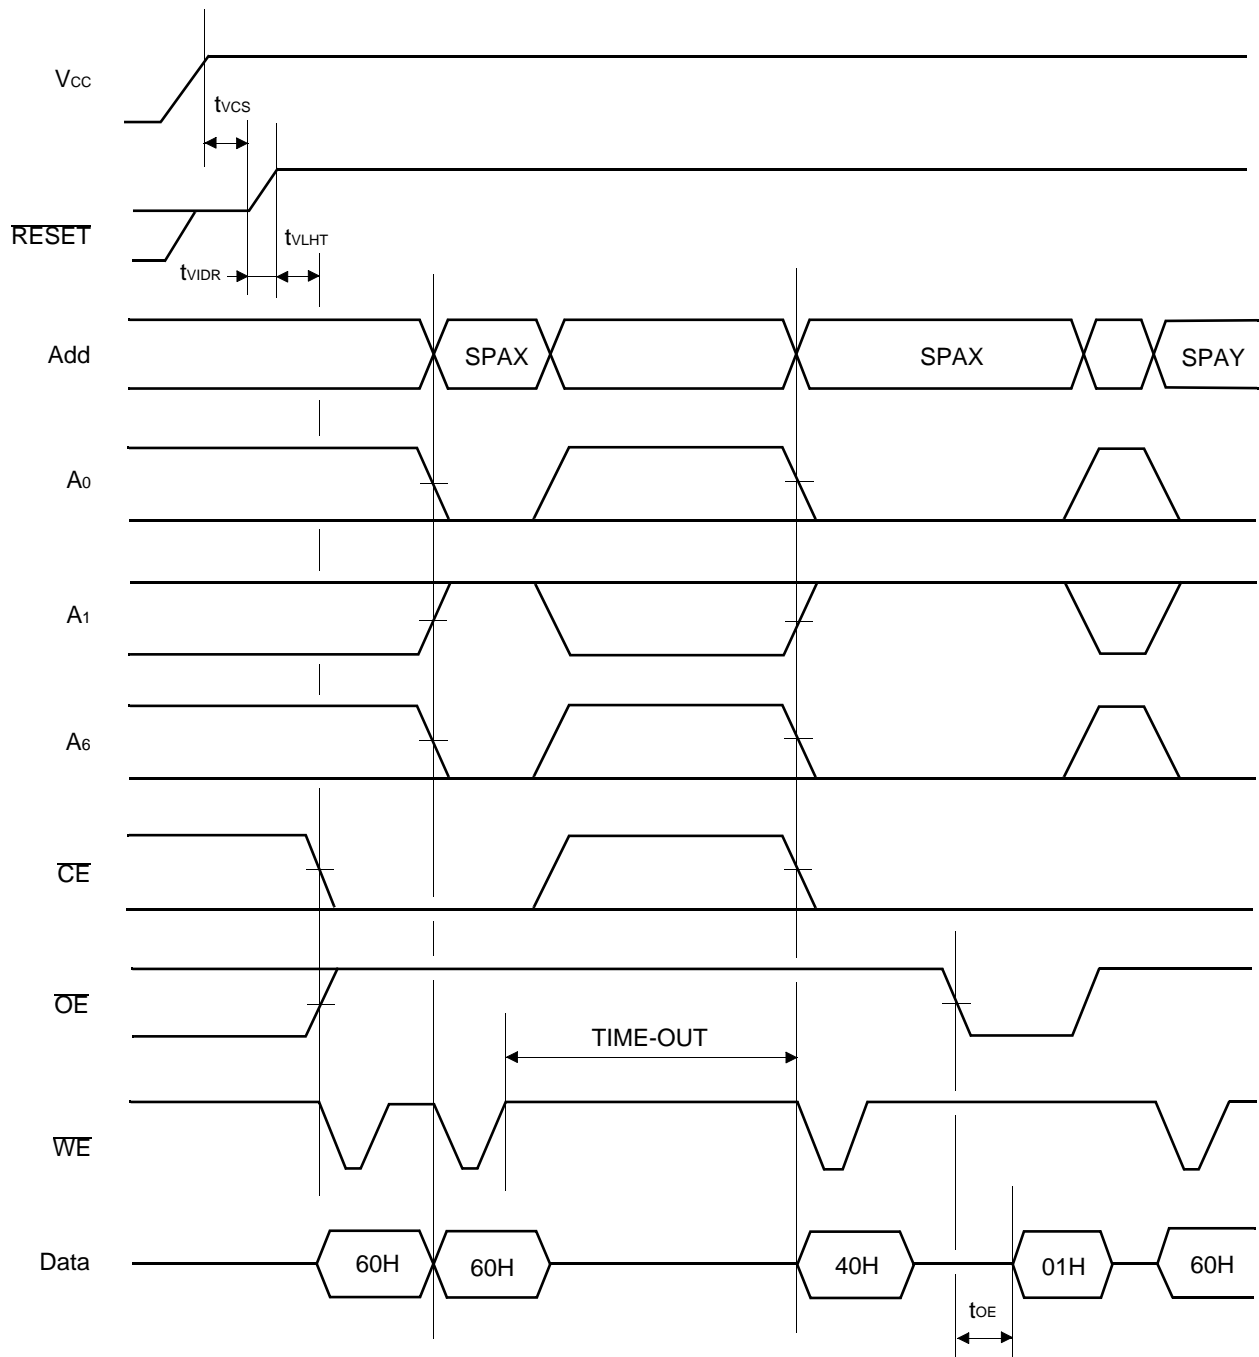 VCC
tVCS
RESET
tVLHT
tVIDR
Add
SPAX
SPAX
SPAY
A0
A1
A6
CE
OE
TIME-OUT
WE
Data
60H
60H
40H
01H
60H
tOE